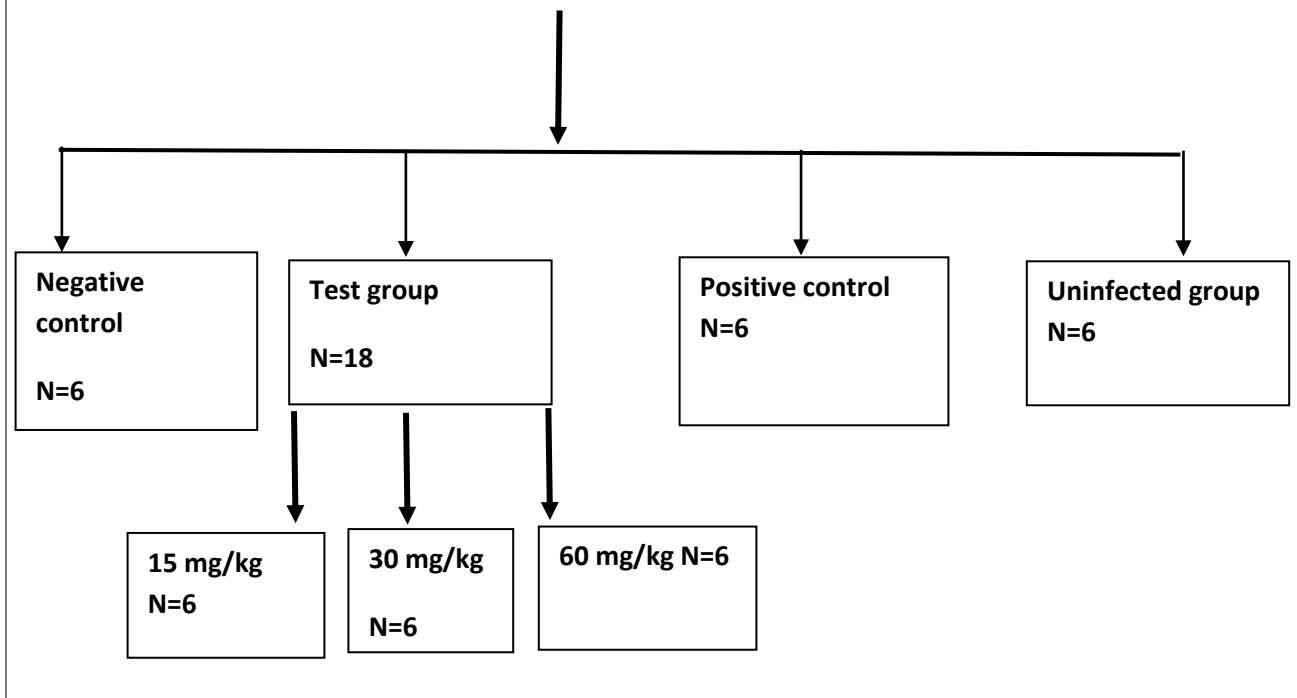 Negative
control
N=6
Test group
N=18
Positive control
N=6
Uninfected group
N=6
15 mg/kg
N=6
30 mg/kg
N=6
60 mg/kg N=6